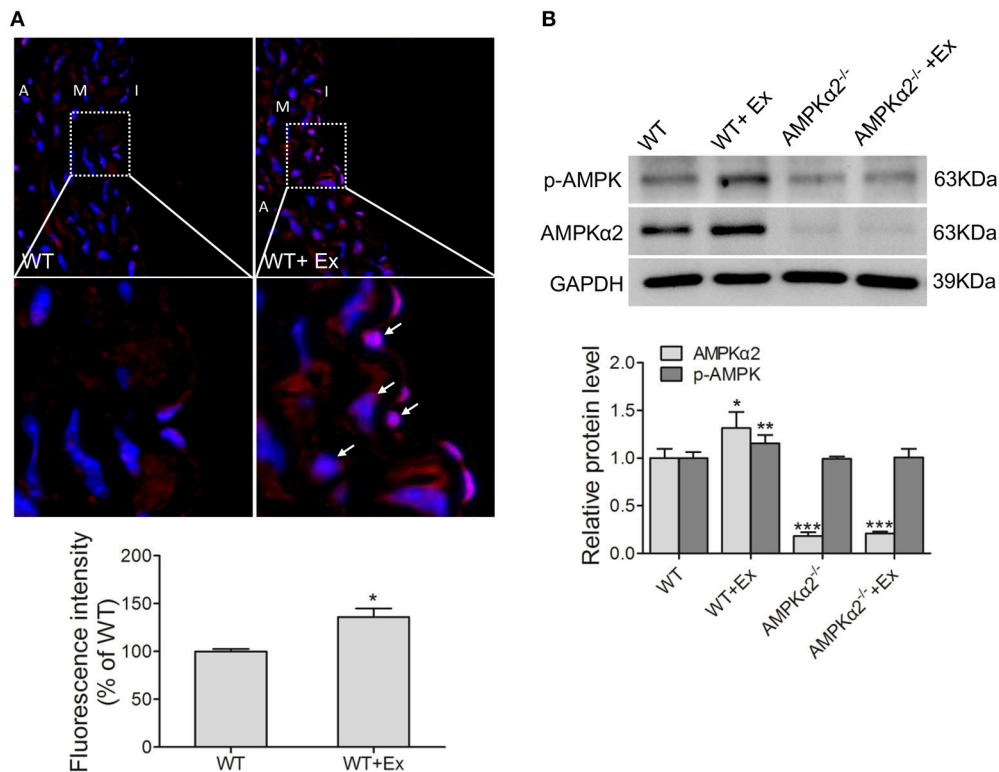 A
A M I
M I
A
WT
WT+ Ex
200
150
100
50
0
Fluorescence intensity
(% of WT)
*
WT
WT+Ex
B
WT
WT+ Ex
AMPKα2-/-
AMPKα2-/- +Ex
p-AMPK
63KDa
AMPKα2
63KDa
GAPDH
39KDa
AMPKα2
p-AMPK
2.0
1.5
1.0
0.5
0.0
Relative protein level
*
**
***
***
WT
WT+Ex
AMPKα2-/-
AMPKα2-/-+Ex